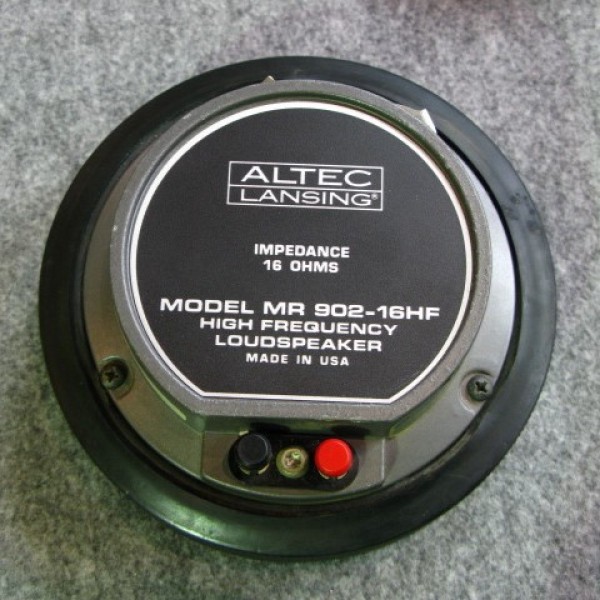 ALTEC
LANSING®
IMPEDANCE
16 OHMS
MODEL MR 902-16HF
HIGH FREQUENCY
LOUDSPEAKER
MADE IN USA